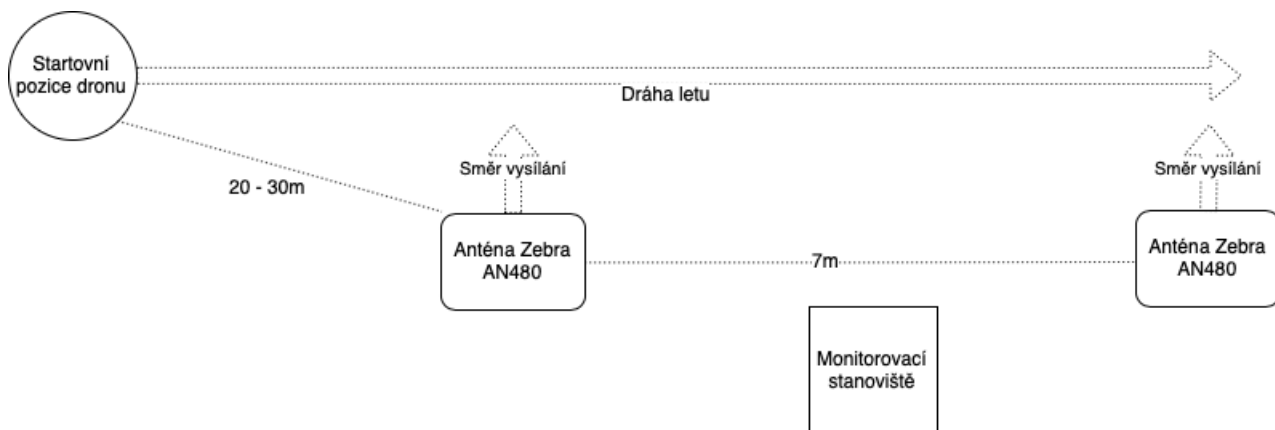 Startovní
pozice dronu
Dráha letu
Směr vysílání
Směr vysílání
20 - 30m
Anténa Zebra
AN480
7m
Anténa Zebra
AN480
Monitorovací
stanoviště